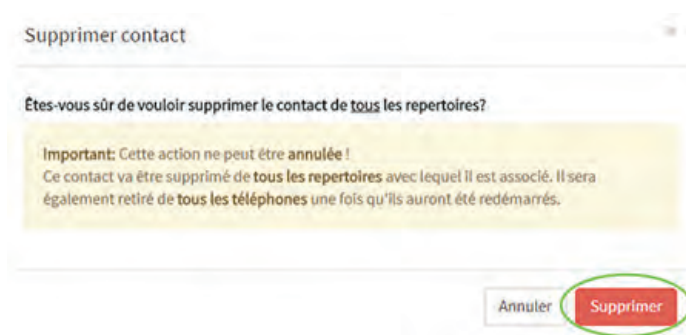 Supprimer contact
Êtes-vous sûr de vouloir supprimer le contact de tous les repertoires?
Important: Cette action ne peut être annulée !
Ce contact va être supprimé de tous les repertoires avec lequel il est associé. Il sera
également retiré de tous les téléphones une fois qu'ils auront été redémarrés.
Annuler
Supprimer